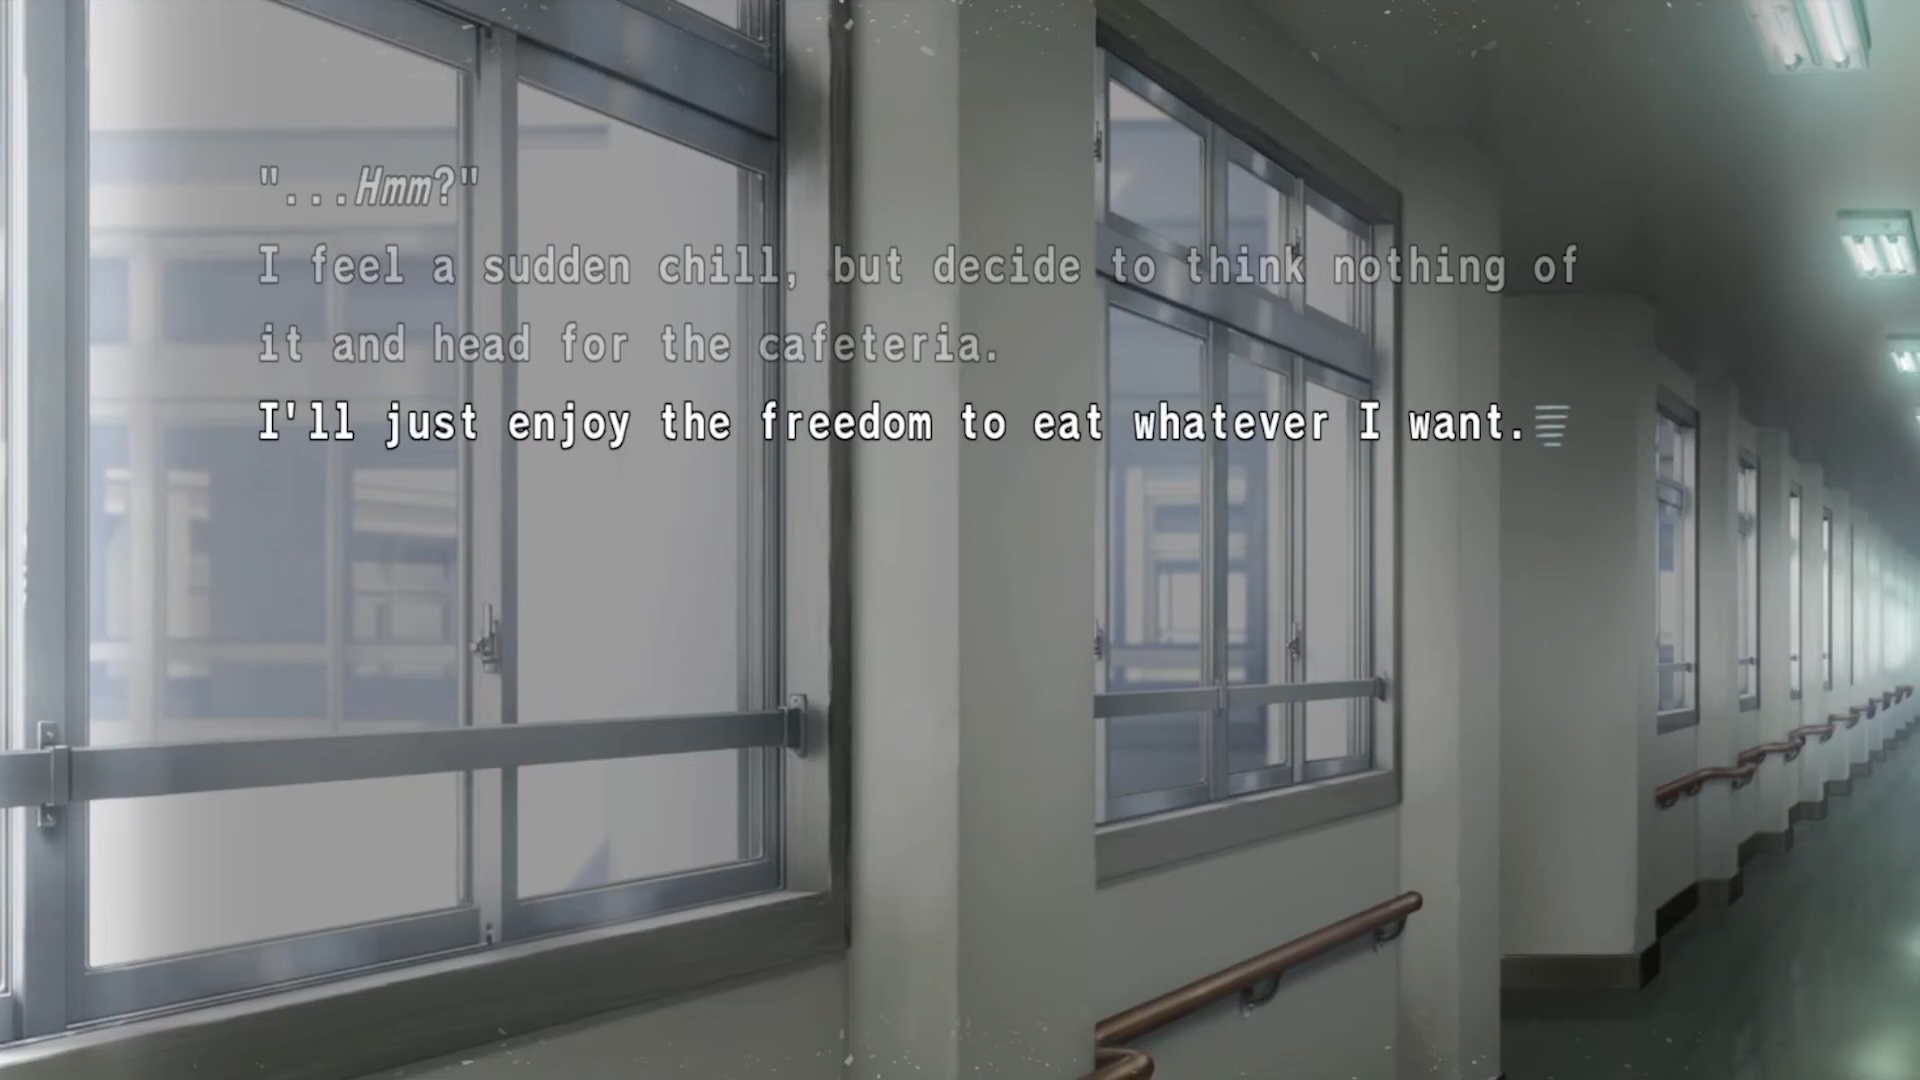 "...Hmm?"
I feel a sudden chill, but decide to think nothing of
it and head for the cafeteria.
I'll just enjoy the freedom to eat whatever I want.